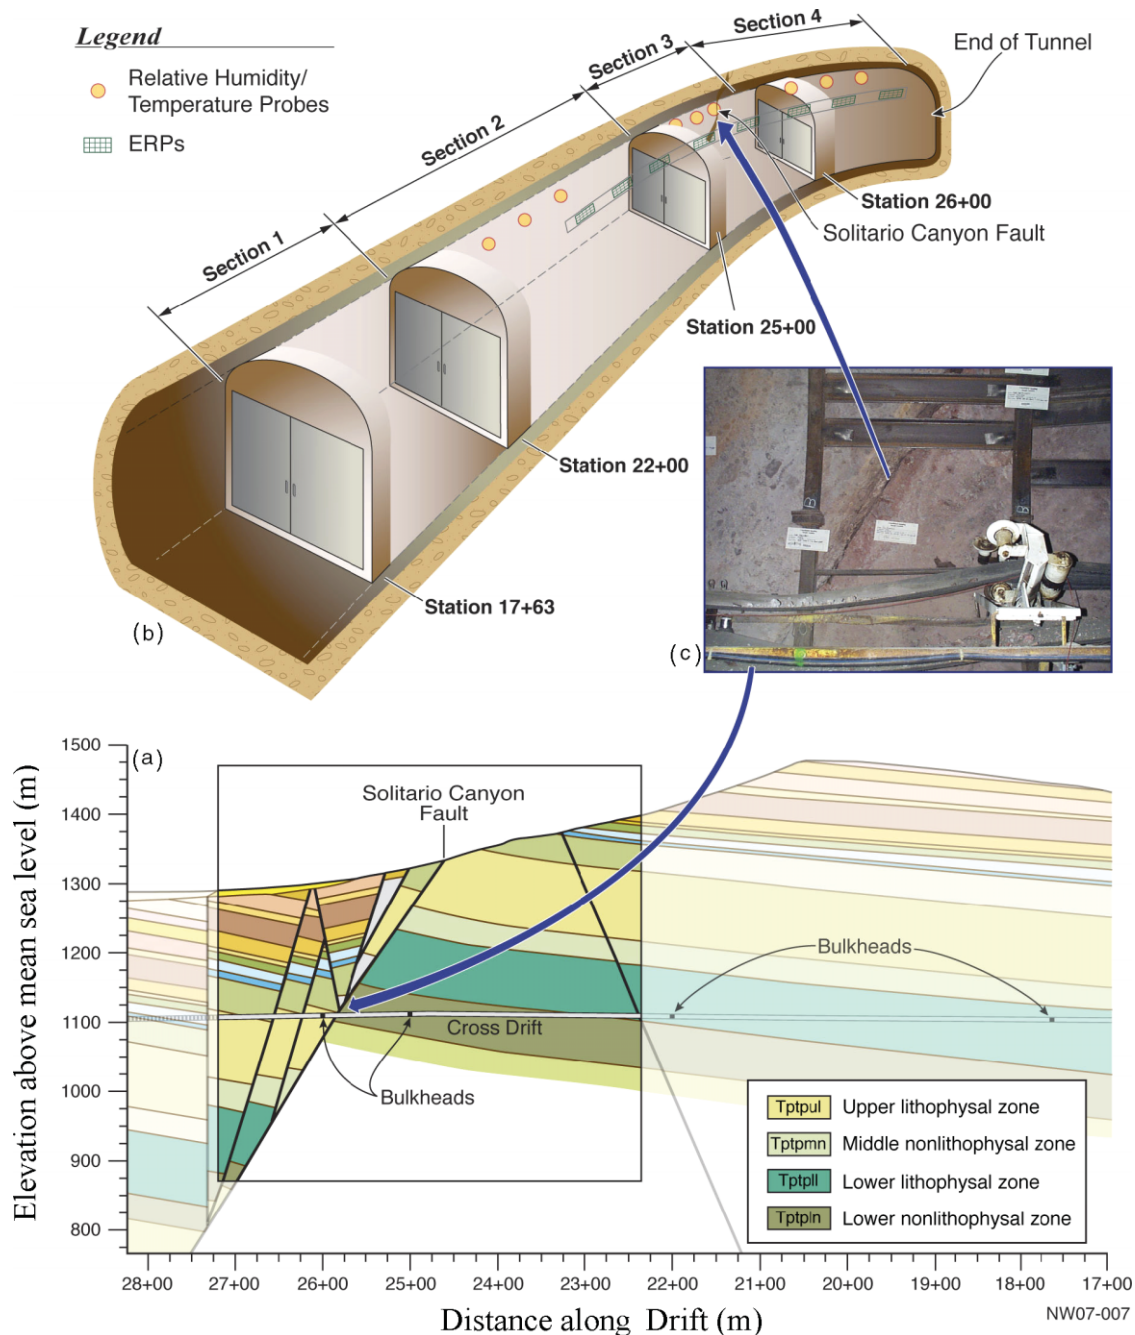 Legend
Relative Humidity/
Temperature Probes
ERPs
Section 1
Section 2
Section 3
Section 4
End of Tunnel
Station 26+00
Solitario Canyon Fault
Station 25+00
Station 22+00
Station 17+63
(b)
(c)
(a)
Elevation above mean sea level (m)
1500
1400
1300
1200
1100
1000
900
800
Solitario Canyon
Fault
Bulkheads
Cross Drift
Bulkheads
Tptpul Upper lithophysal zone
Tptpmn Middle nonlithophysal zone
Tptpll Lower lithophysal zone
Tptpln Lower nonlithophysal zone
28+00 27+00 26+00 25+00 24+00 23+00 22+00 21+00 20+00 19+00 18+00 17+00
Distance along Drift (m)
NW07-007